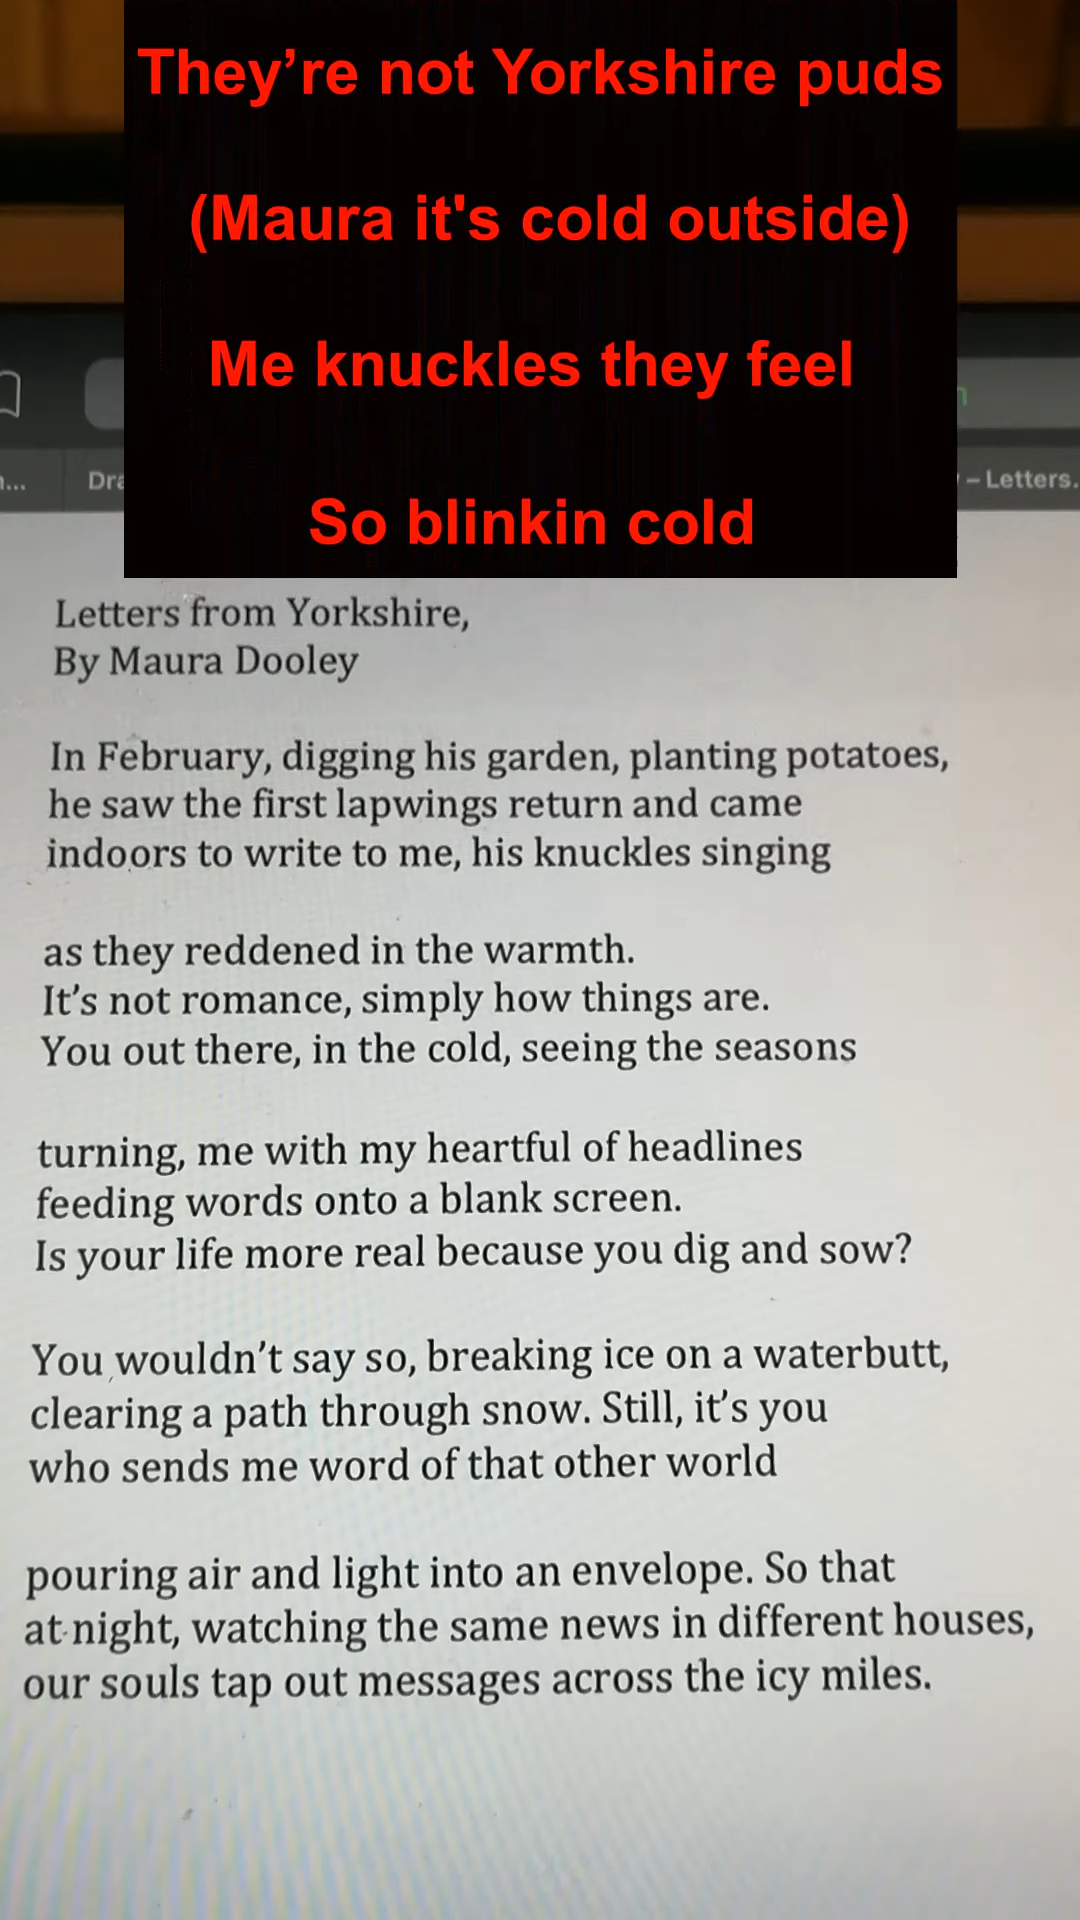 They’re not Yorkshire puds
(Maura it's cold outside)
Me knuckles they feel
So blinkin cold
– Letters.
Letters from Yorkshire,
By Maura Dooley
In February, digging his garden, planting potatoes,
he saw the first lapwings return and came
indoors to write to me, his knuckles singing
as they reddened in the warmth.
It’s not romance, simply how things are.
You out there, in the cold, seeing the seasons
turning, me with my heartful of headlines
feeding words onto a blank screen.
Is your life more real because you dig and sow?
You wouldn’t say so, breaking ice on a waterbutt,
clearing a path through snow. Still, it’s you
who sends me word of that other world
pouring air and light into an envelope. So that
at night, watching the same news in different houses,
our souls tap out messages across the icy miles.